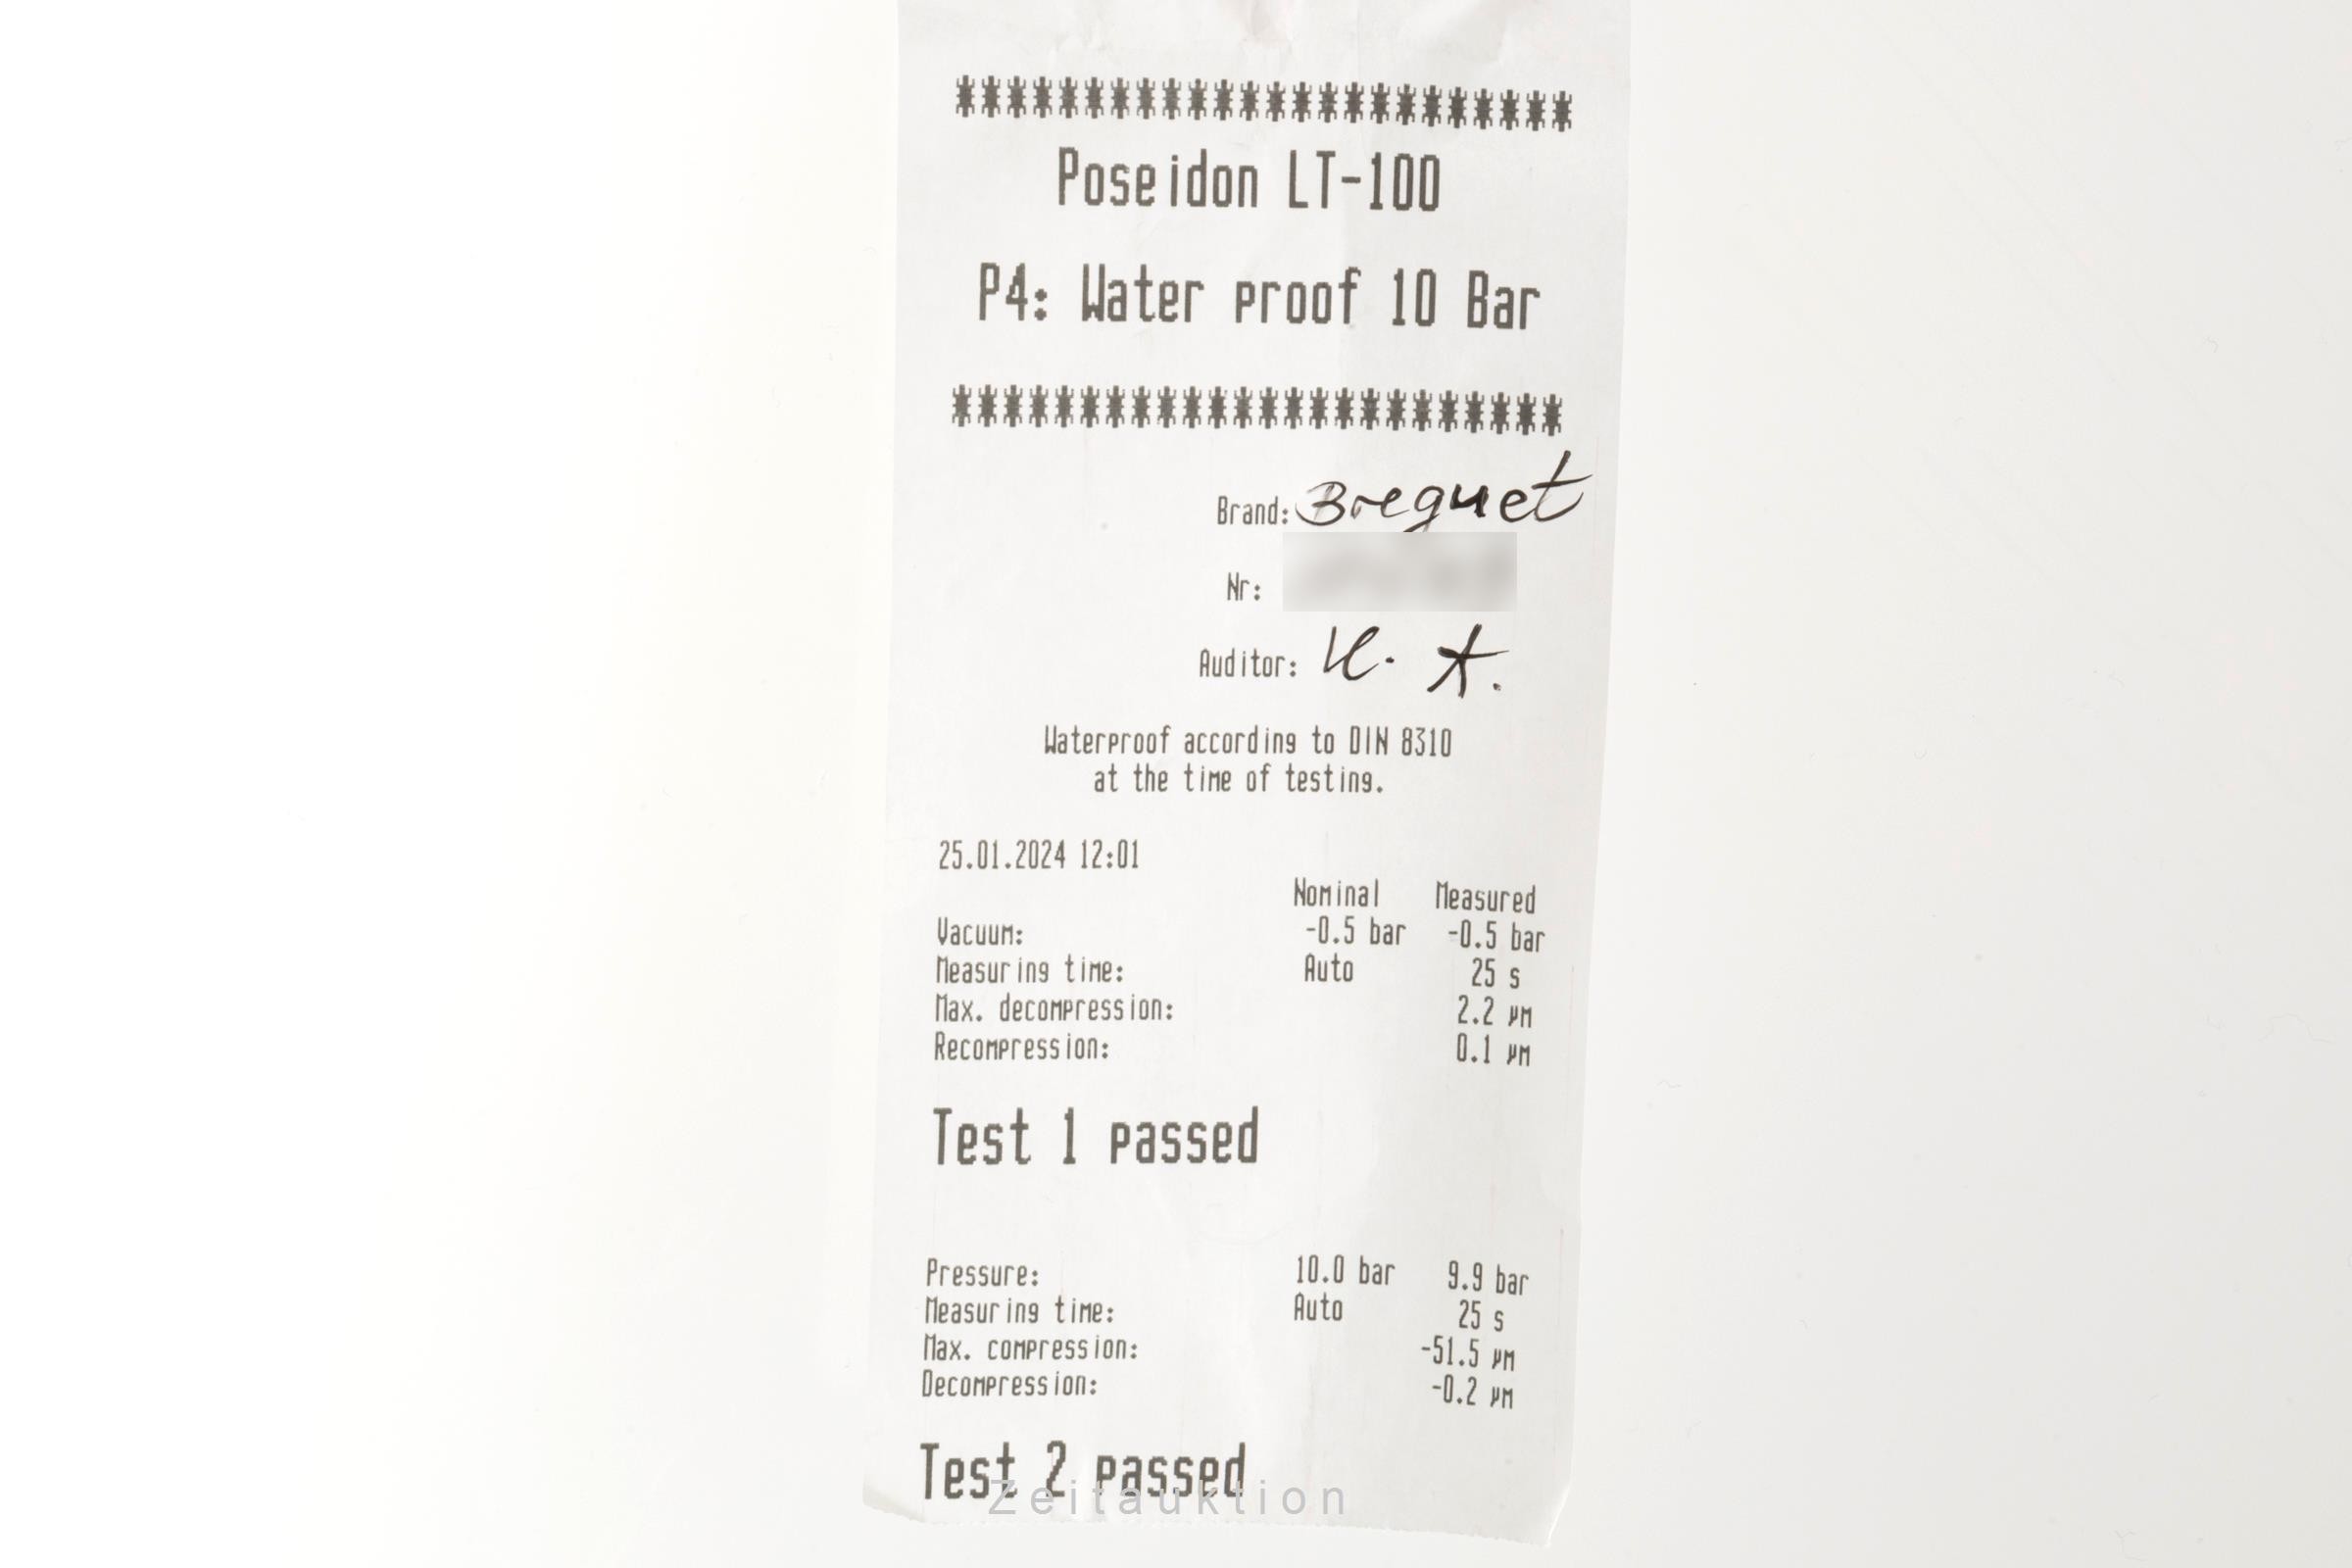 ************************
Poseidon LT-100
P4: Water proof 10 Bar
************************
Brand: Breguet
Nr:
Auditor: K. A.
Waterproof according to DIN 8310
at the time of testing.
25.01.2024 12:01
Nominal Measured
Vacuum: -0.5 bar -0.5 bar
Measuring time: Auto 25 s
Max. decompression: 2.2 µm
Recompression: 0.1 µm
Test 1 passed
Pressure: 10.0 bar 9.9 bar
Measuring time: Auto 25 s
Max. compression: -51.5 µm
Decompression: -0.2 µm
Test 2 passed
Zeitauktion